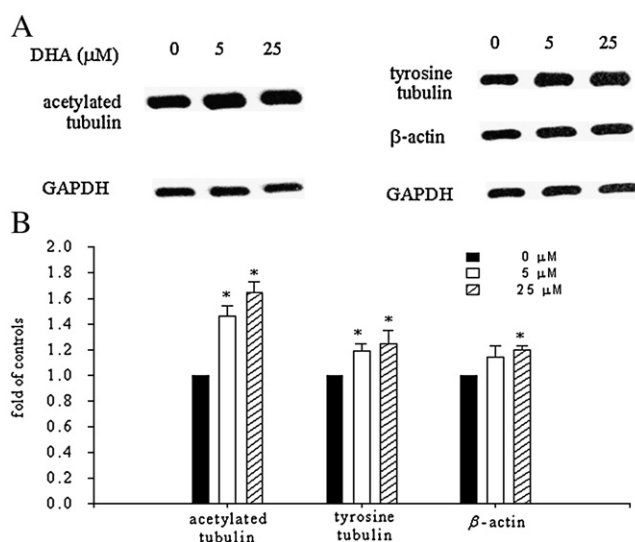 A
DHA (μM)
0 5 25
acetylated
tubulin
GAPDH
0 5 25
tyrosine
tubulin
β-actin
GAPDH
B
fold of controls
2.0
1.8
1.6
1.4
1.2
1.0
0.8
0.6
0.4
0.2
0.0
0 μM
5 μM
25 μM
* *
* *
*
acetylated
tubulin
tyrosine
tubulin
β-actin